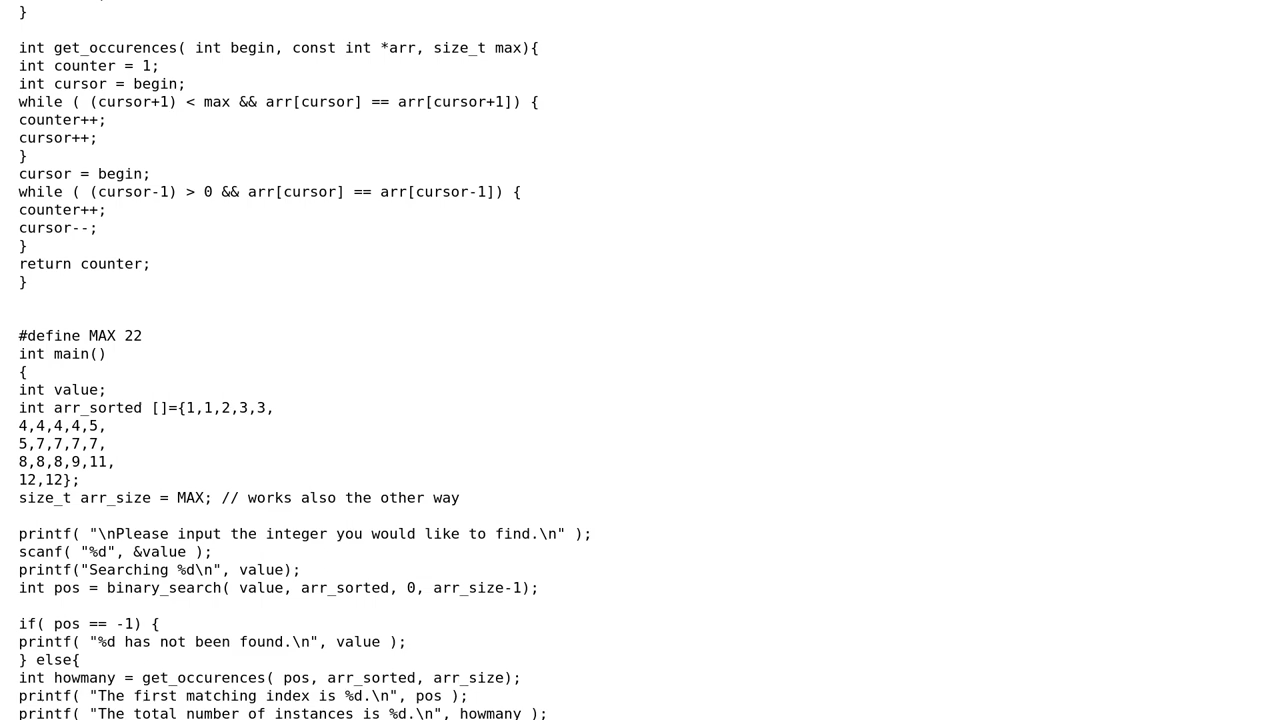 }
int get_occurences( int begin, const int *arr, size_t max){
int counter = 1;
int cursor = begin;
while ( (cursor+1) < max && arr[cursor] == arr[cursor+1]) {
counter++;
cursor++;
}
cursor = begin;
while ( (cursor-1) > 0 && arr[cursor] == arr[cursor-1]) {
counter++;
cursor--;
}
return counter;
}
#define MAX 22
int main()
{
int value;
int arr_sorted []={1,1,2,3,3,
4,4,4,4,5,
5,7,7,7,7,
8,8,8,9,11,
12,12};
size_t arr_size = MAX; // works also the other way
printf( "\nPlease input the integer you would like to find.\n" );
scanf( "%d", &value );
printf("Searching %d\n", value);
int pos = binary_search( value, arr_sorted, 0, arr_size-1);
if( pos == -1) {
printf( "%d has not been found.\n", value );
} else{
int howmany = get_occurences( pos, arr_sorted, arr_size);
printf( "The first matching index is %d.\n", pos );
printf( "The total number of instances is %d.\n", howmany );